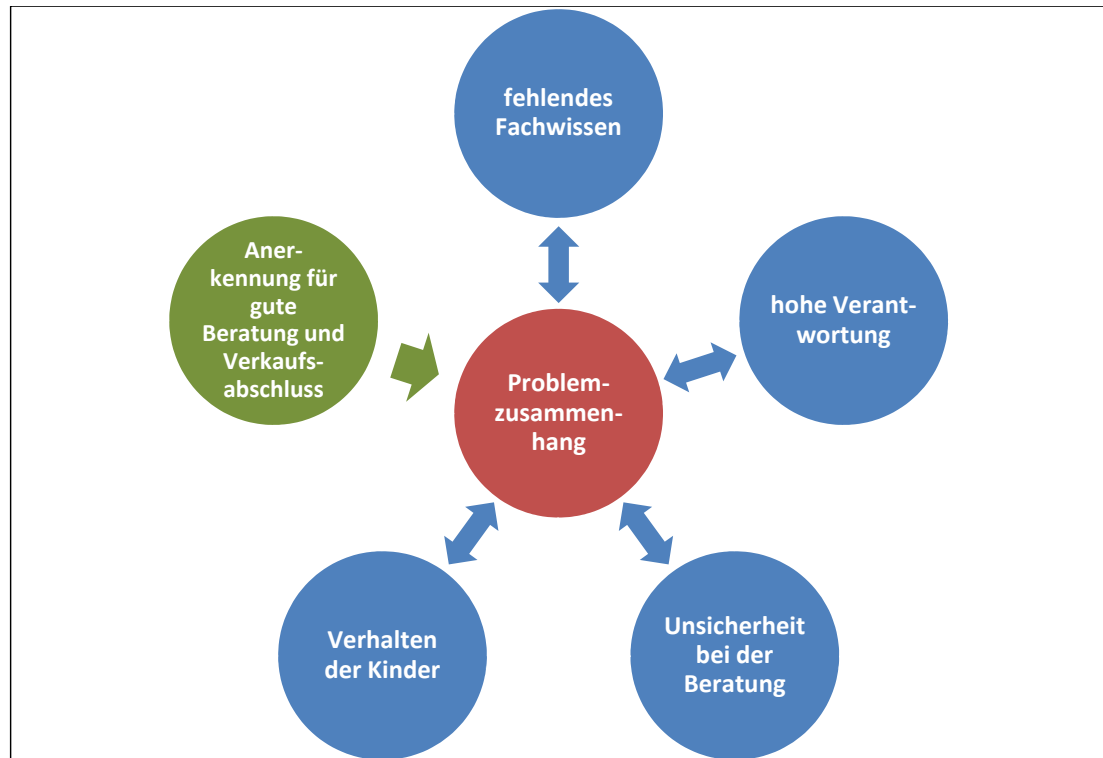 fehlendes
Fachwissen
Aner-
kennung für
gute
Beratung und
Verkaufs-
abschluss
hohe Verant-
wortung
Problem-
zusammen-
hang
Verhalten
der Kinder
Unsicherheit
bei der
Beratung